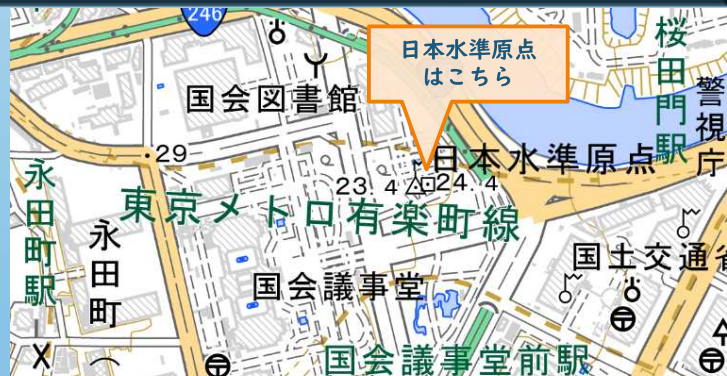 246
日本水準原点
はこちら
桜田門駅
警視庁
国会図書館
・29
日本水準原点
23.4
24.4
永田町駅
東京メトロ有楽町線
永田町
国会議事堂
国土交通省
国会議事堂前駅